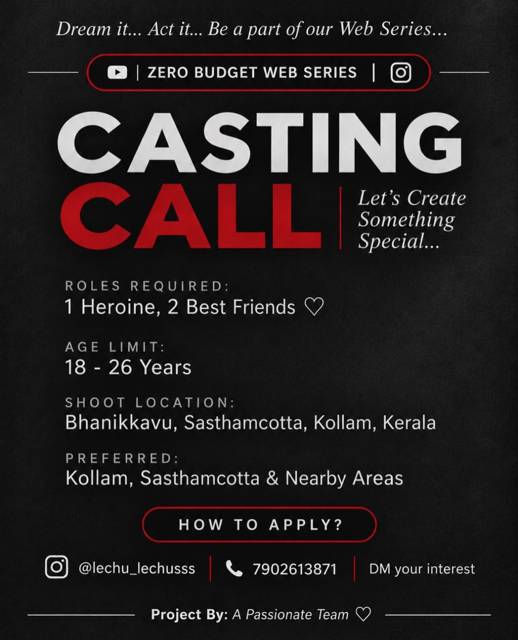 Dream it... Act it... Be a part of our Web Series...
| ZERO BUDGET WEB SERIES |
CASTING
CALL
Let's Create
Something
Special...
ROLES REQUIRED:
1 Heroine, 2 Best Friends ♡
AGE LIMIT:
18 - 26 Years
SHOOT LOCATION:
Bhanikkavu, Sasthamcotta, Kollam, Kerala
PREFERRED:
Kollam, Sasthamcotta & Nearby Areas
HOW TO APPLY?
@lechu_lechusss | 7902613871 | DM your interest
Project By: A Passionate Team ♡